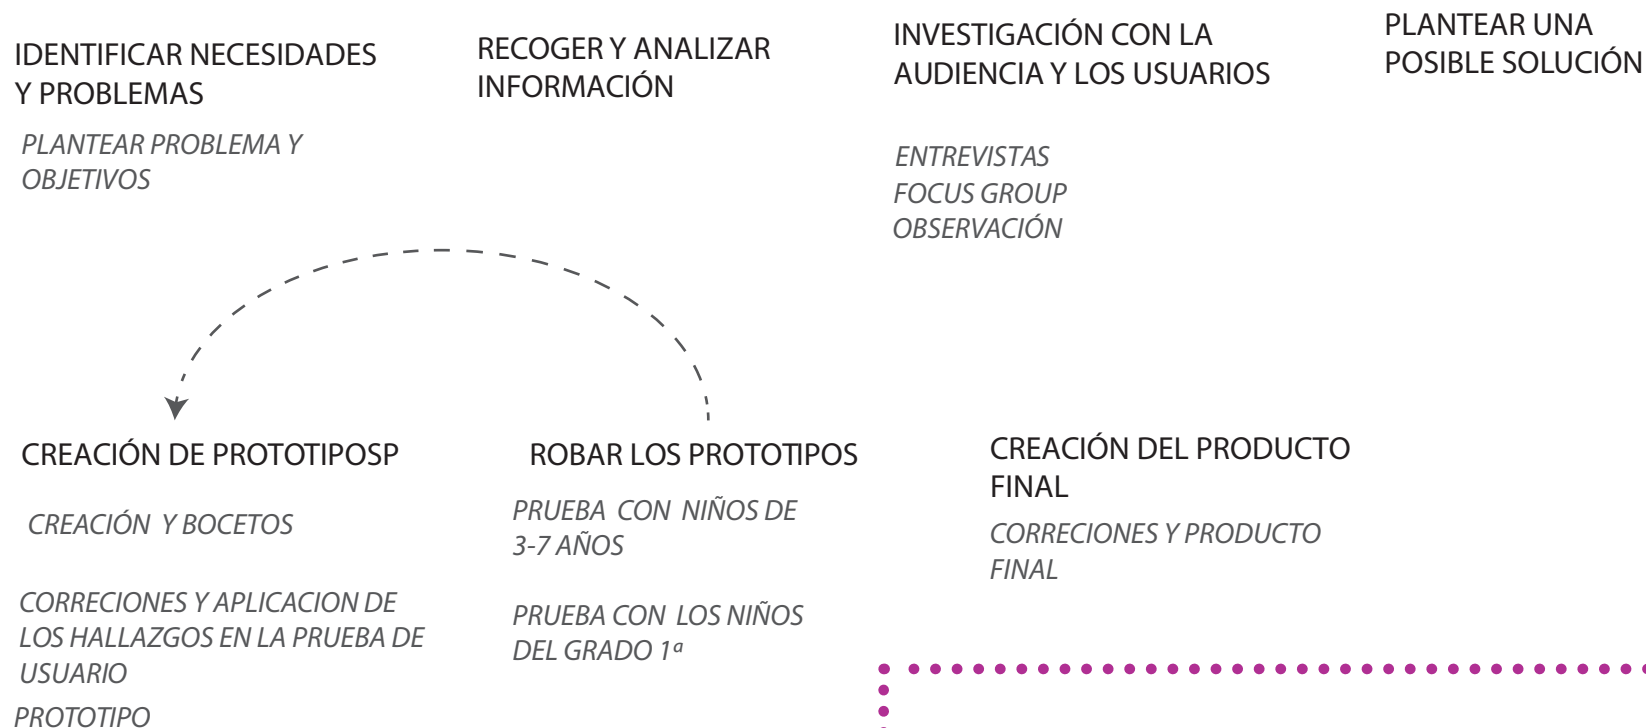 IDENTIFICAR NECESIDADES
Y PROBLEMAS
PLANTEAR PROBLEMA Y
OBJETIVOS
RECOGER Y ANALIZAR
INFORMACIÓN
INVESTIGACIÓN CON LA
AUDIENCIA Y LOS USUARIOS
ENTREVISTAS
FOCUS GROUP
OBSERVACIÓN
PLANTEAR UNA
POSIBLE SOLUCIÓN
CREACIÓN DE PROTOTIPOSP
CREACIÓN Y BOCETOS
CORRECIONES Y APLICACION DE
LOS HALLAZGOS EN LA PRUEBA DE
USUARIO
PROTOTIPO
ROBAR LOS PROTOTIPOS
PRUEBA CON NIÑOS DE
3-7 AÑOS
PRUEBA CON LOS NIÑOS
DEL GRADO 1ª
CREACIÓN DEL PRODUCTO
FINAL
CORRECIONES Y PRODUCTO
FINAL